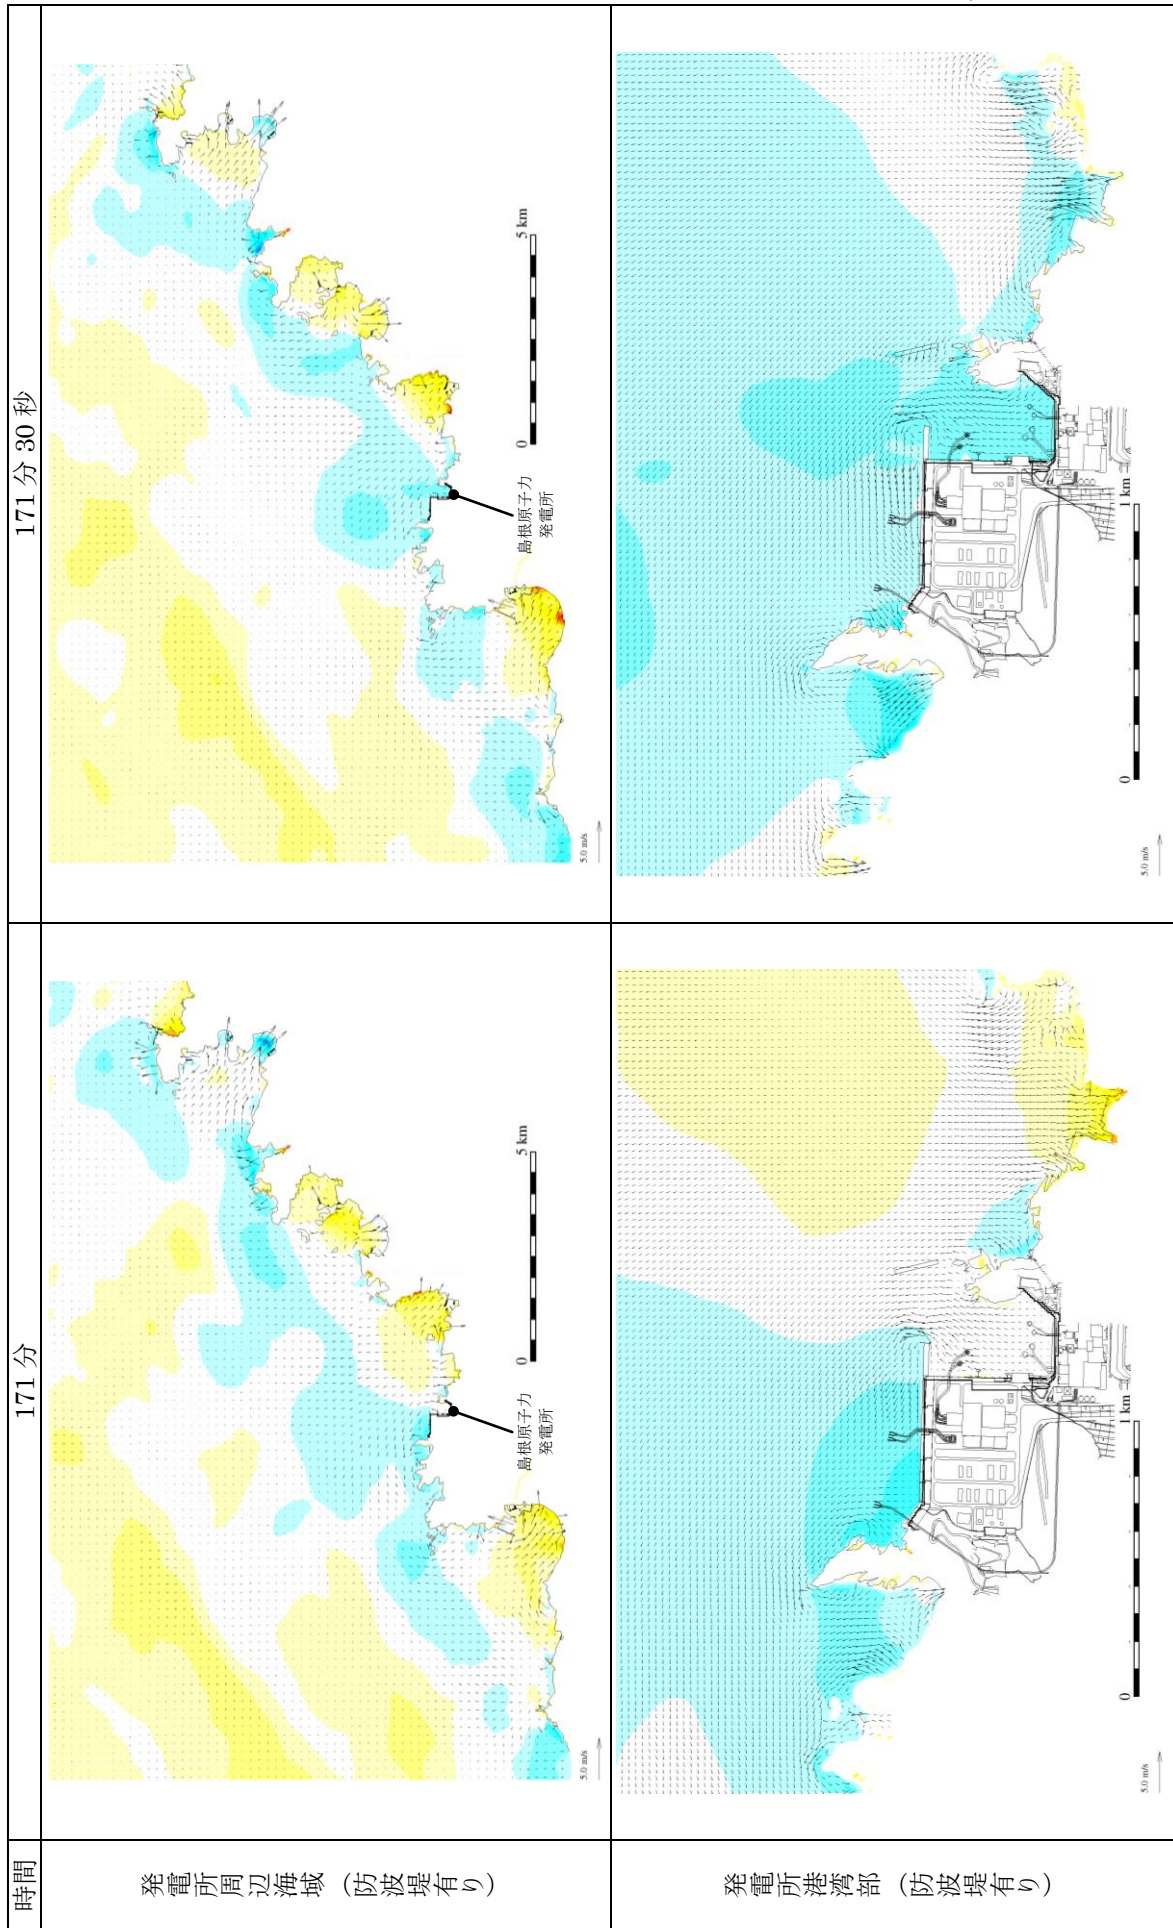 時間
171分
171分30秒
発電所周辺海域（防波堤有り）
島根原子力
発電所
0
5 km
5.0 m/s
島根原子力
発電所
0
5 km
5.0 m/s
発電所港湾部（防波堤有り）
0
1 km
5.0 m/s
0
1 km
5.0 m/s